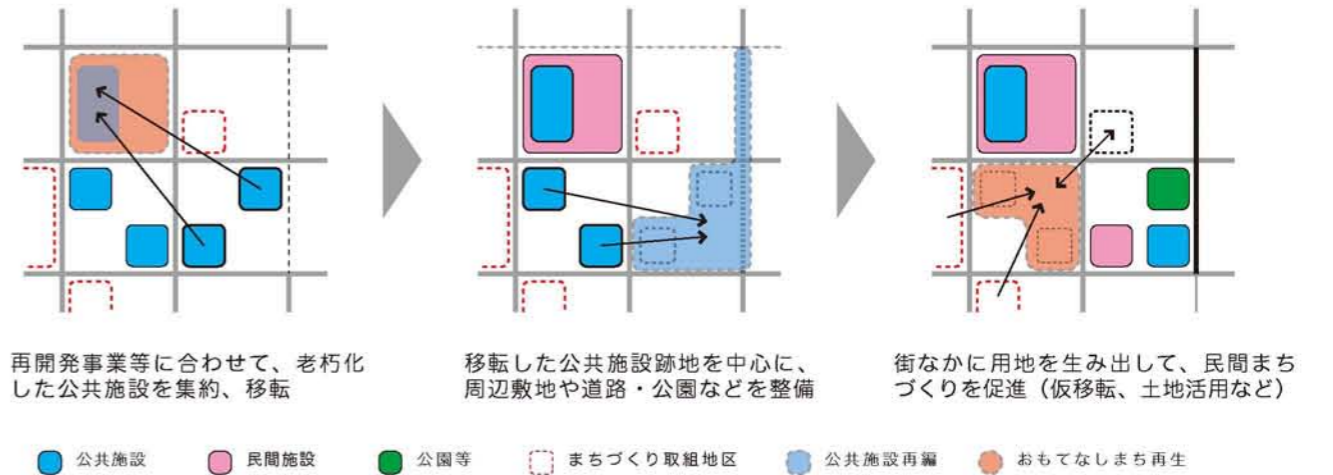 再開発事業等に合わせて、老朽化
した公共施設を集約、移転
移転した公共施設跡地を中心に、
周辺敷地や道路・公園などを整備
街なかに用地を生み出して、民間まち
づくりを促進（仮移転、土地活用など）
公共施設 民間施設 公園等 まちづくり取組地区 公共施設再編 おもてなしまち再生